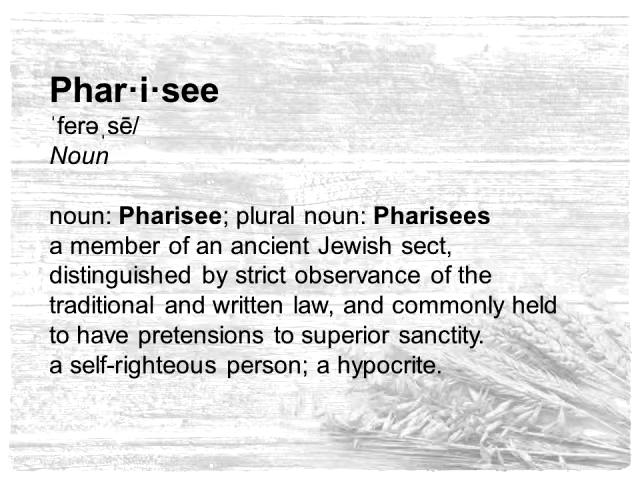 Phar·i·see
ˈferəˌsē/
Noun
noun: Pharisee; plural noun: Pharisees
a member of an ancient Jewish sect,
distinguished by strict observance of the
traditional and written law, and commonly held
to have pretensions to superior sanctity.
a self-righteous person; a hypocrite.